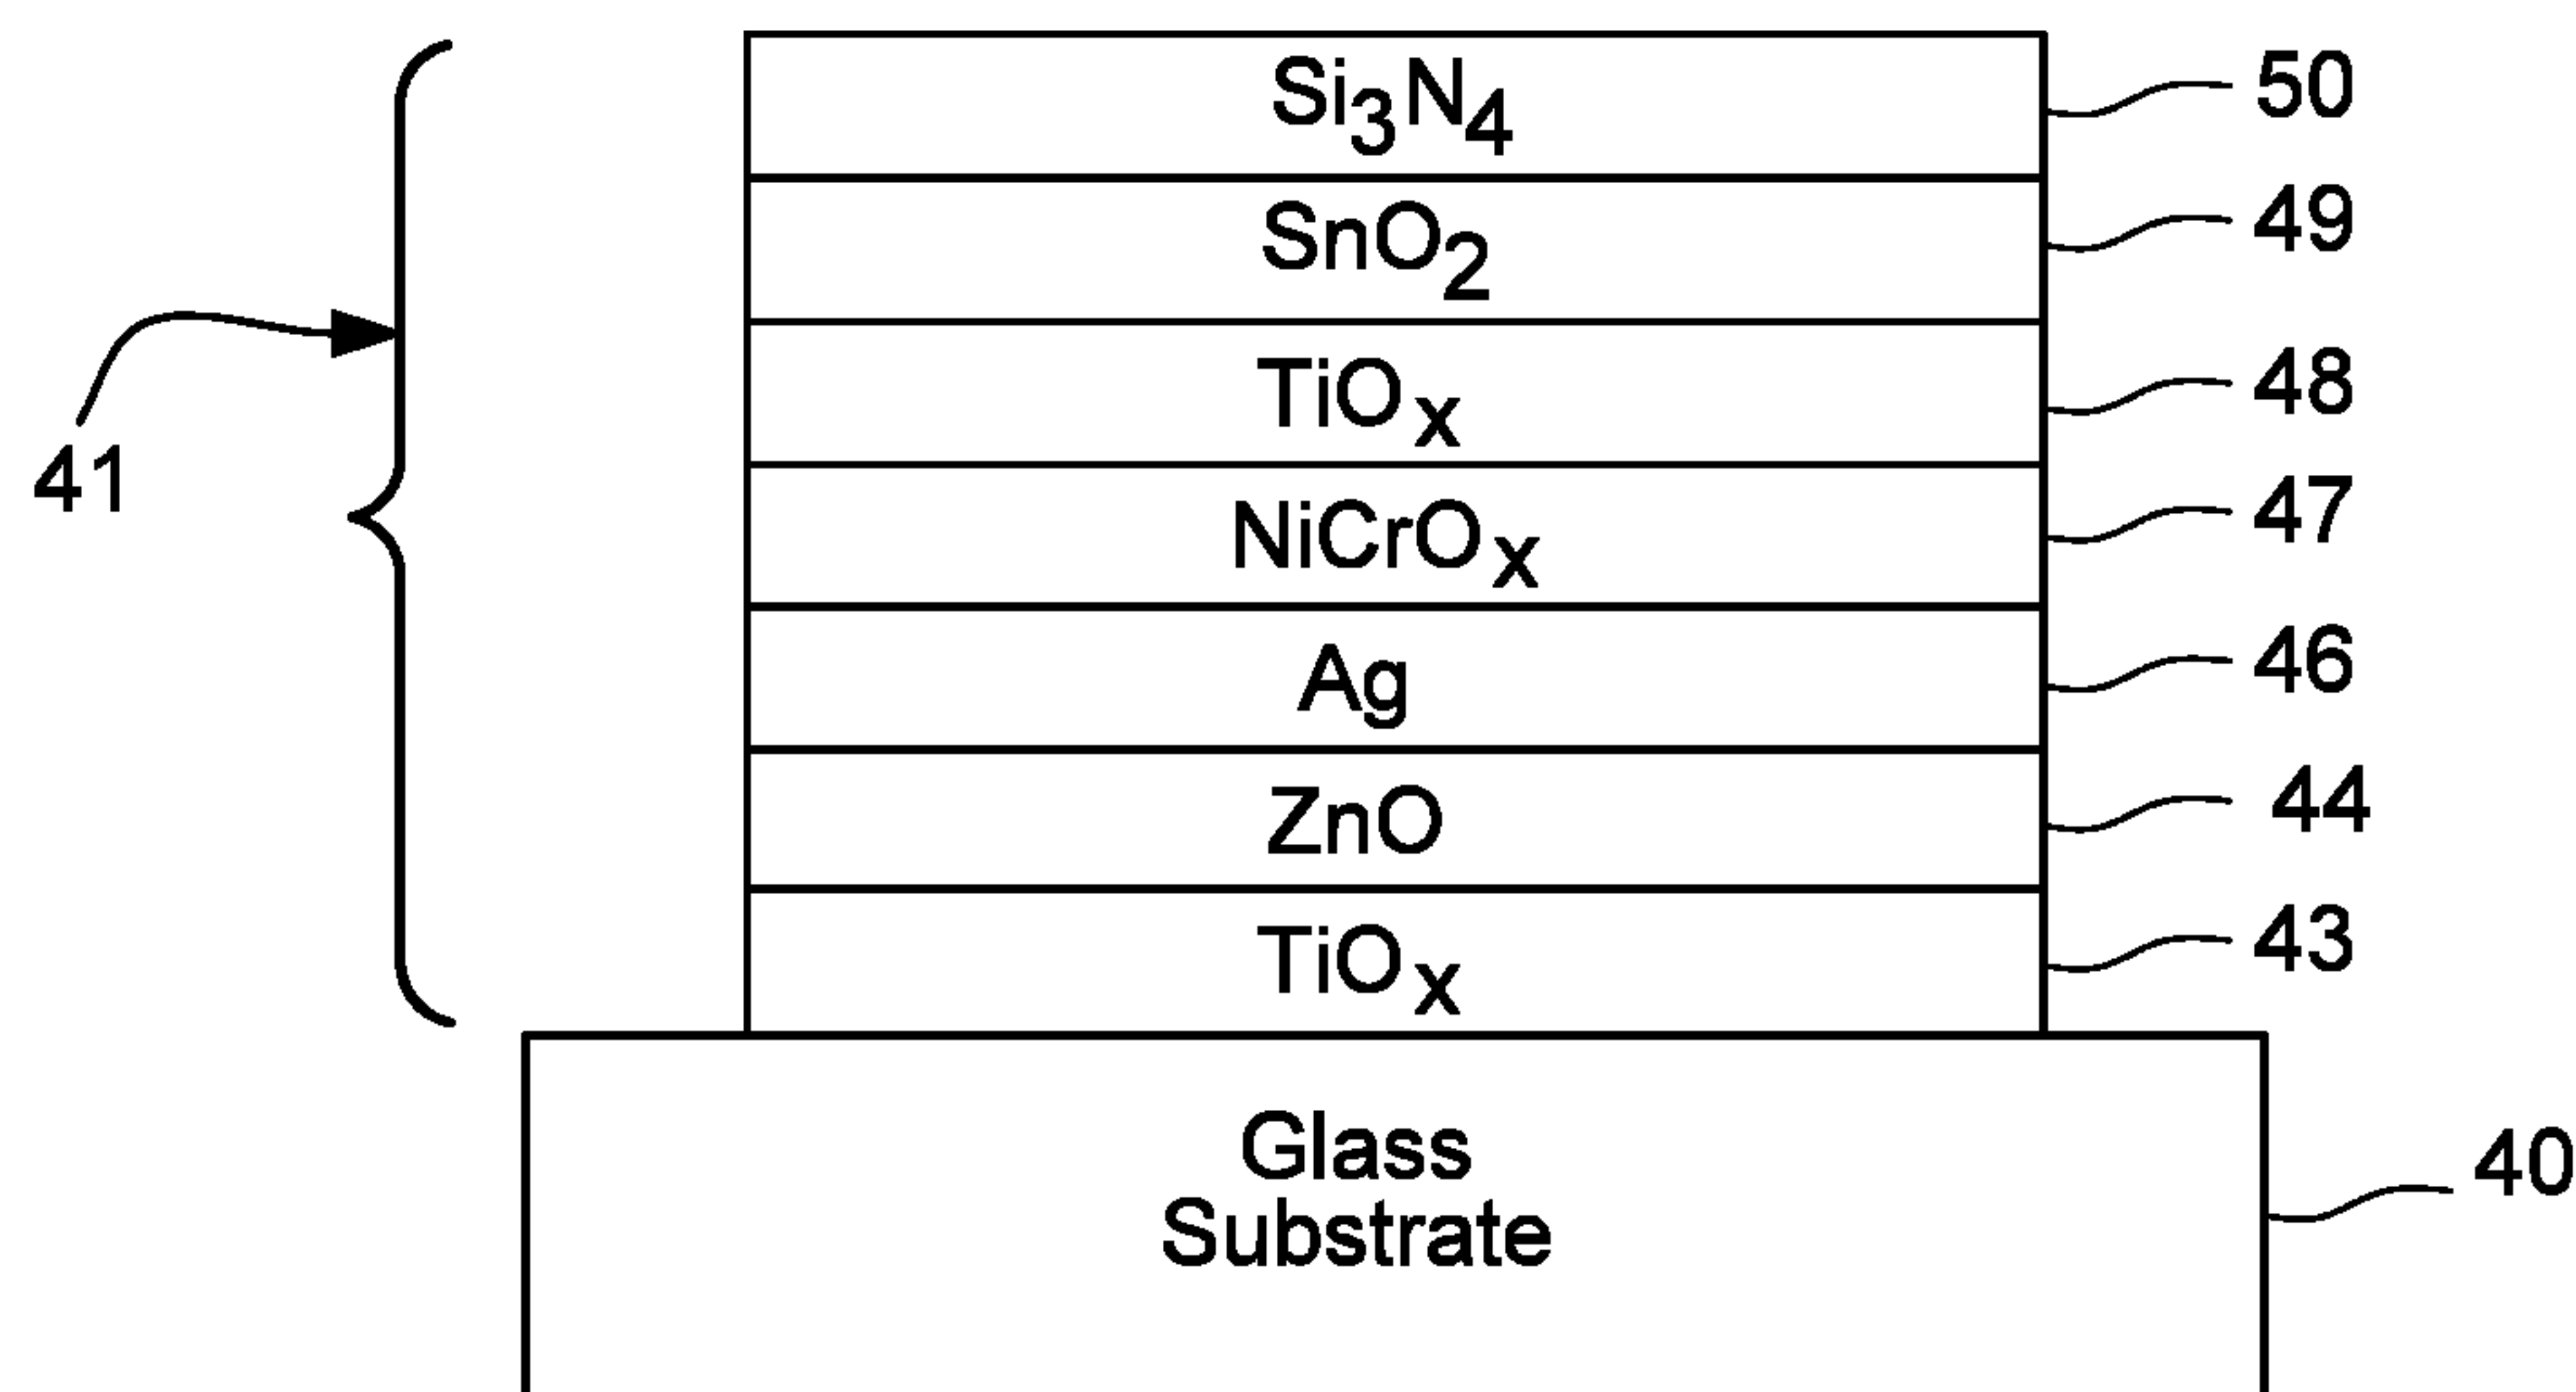 Si3N4 50
SnO2 49
TiOx 48
41
NiCrOx 47
Ag 46
ZnO 44
TiOx 43
Glass
Substrate
40